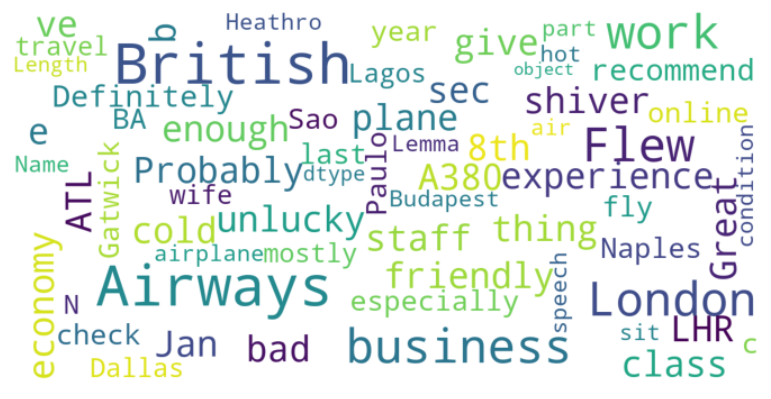 ve
b
Heathro
year
give
part
work
travel
British
hot
Length
Lagos
object
recommend
Definitely
sec
shiver
online
e
BA
enough
Sao
plane
8th
air
Flew
Name
last
Lemma
Probably
dtype
Paulo
A380
experience
condition
ATL
Gatwick
wife
Budapest
fly
Great
cold
unlucky
staff
thing
Naples
economy
airplane
mostly
friendly
speech
N
Airways
especially
London
check
Jan
bad
business
sit
LHR
c
Dallas
class